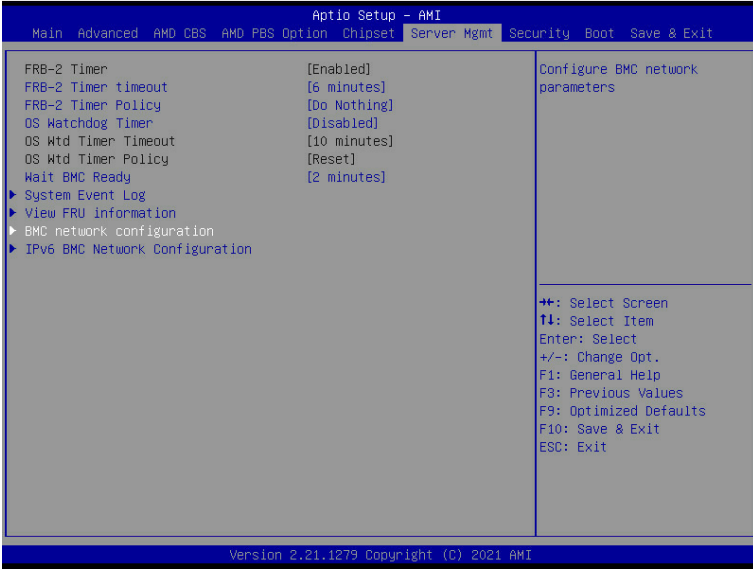 Aptio Setup - AMI
Main Advanced AMD CBS AMD PBS Option Chipset Server Mgmt Security Boot Save & Exit
FRB-2 Timer [Enabled]
FRB-2 Timer timeout [6 minutes]
FRB-2 Timer Policy [Do Nothing]
OS Watchdog Timer [Disabled]
OS Wtd Timer Timeout [10 minutes]
OS Wtd Timer Policy [Reset]
Wait BMC Ready [2 minutes]
System Event Log
View FRU information
BMC network configuration
IPv6 BMC Network Configuration
Configure BMC network
parameters
→←: Select Screen
↑↓: Select Item
Enter: Select
+/-: Change Opt.
F1: General Help
F3: Previous Values
F9: Optimized Defaults
F10: Save & Exit
ESC: Exit
Version 2.21.1279 Copyright (C) 2021 AMI